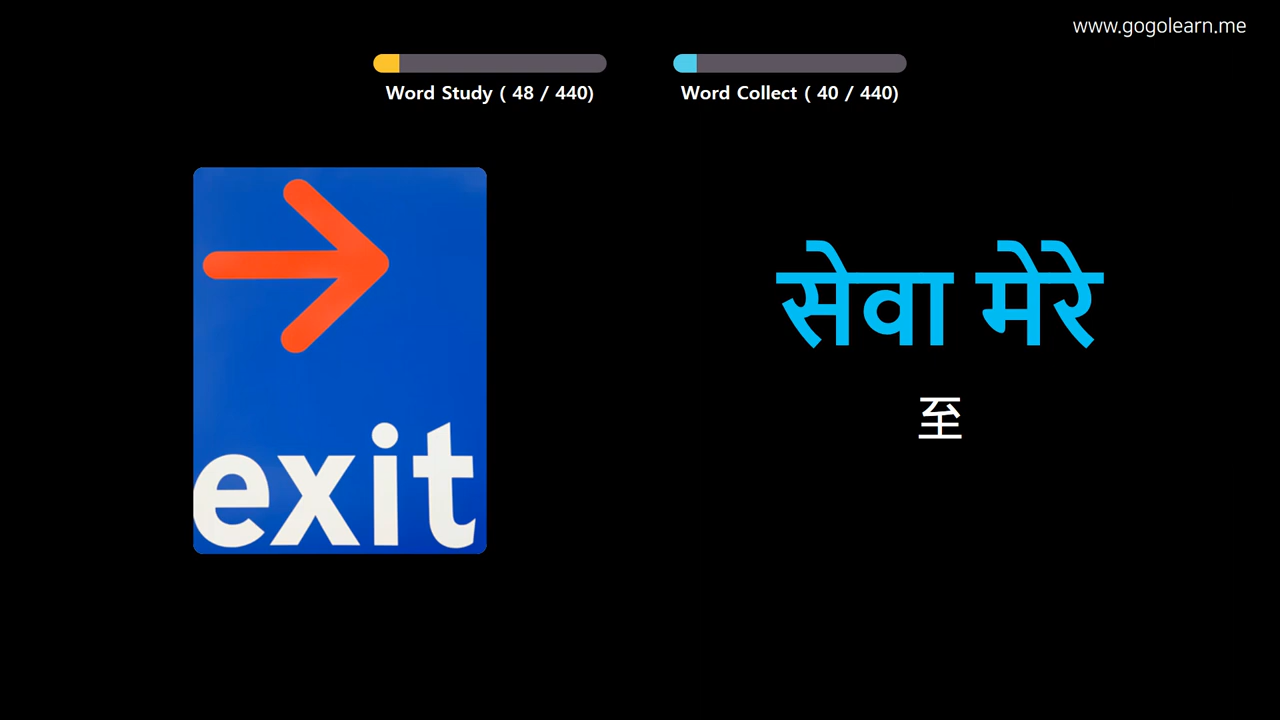 www.gogolearn.me
Word Study ( 48 / 440)
Word Collect ( 40 / 440)
exit
सेवा मेरे
至